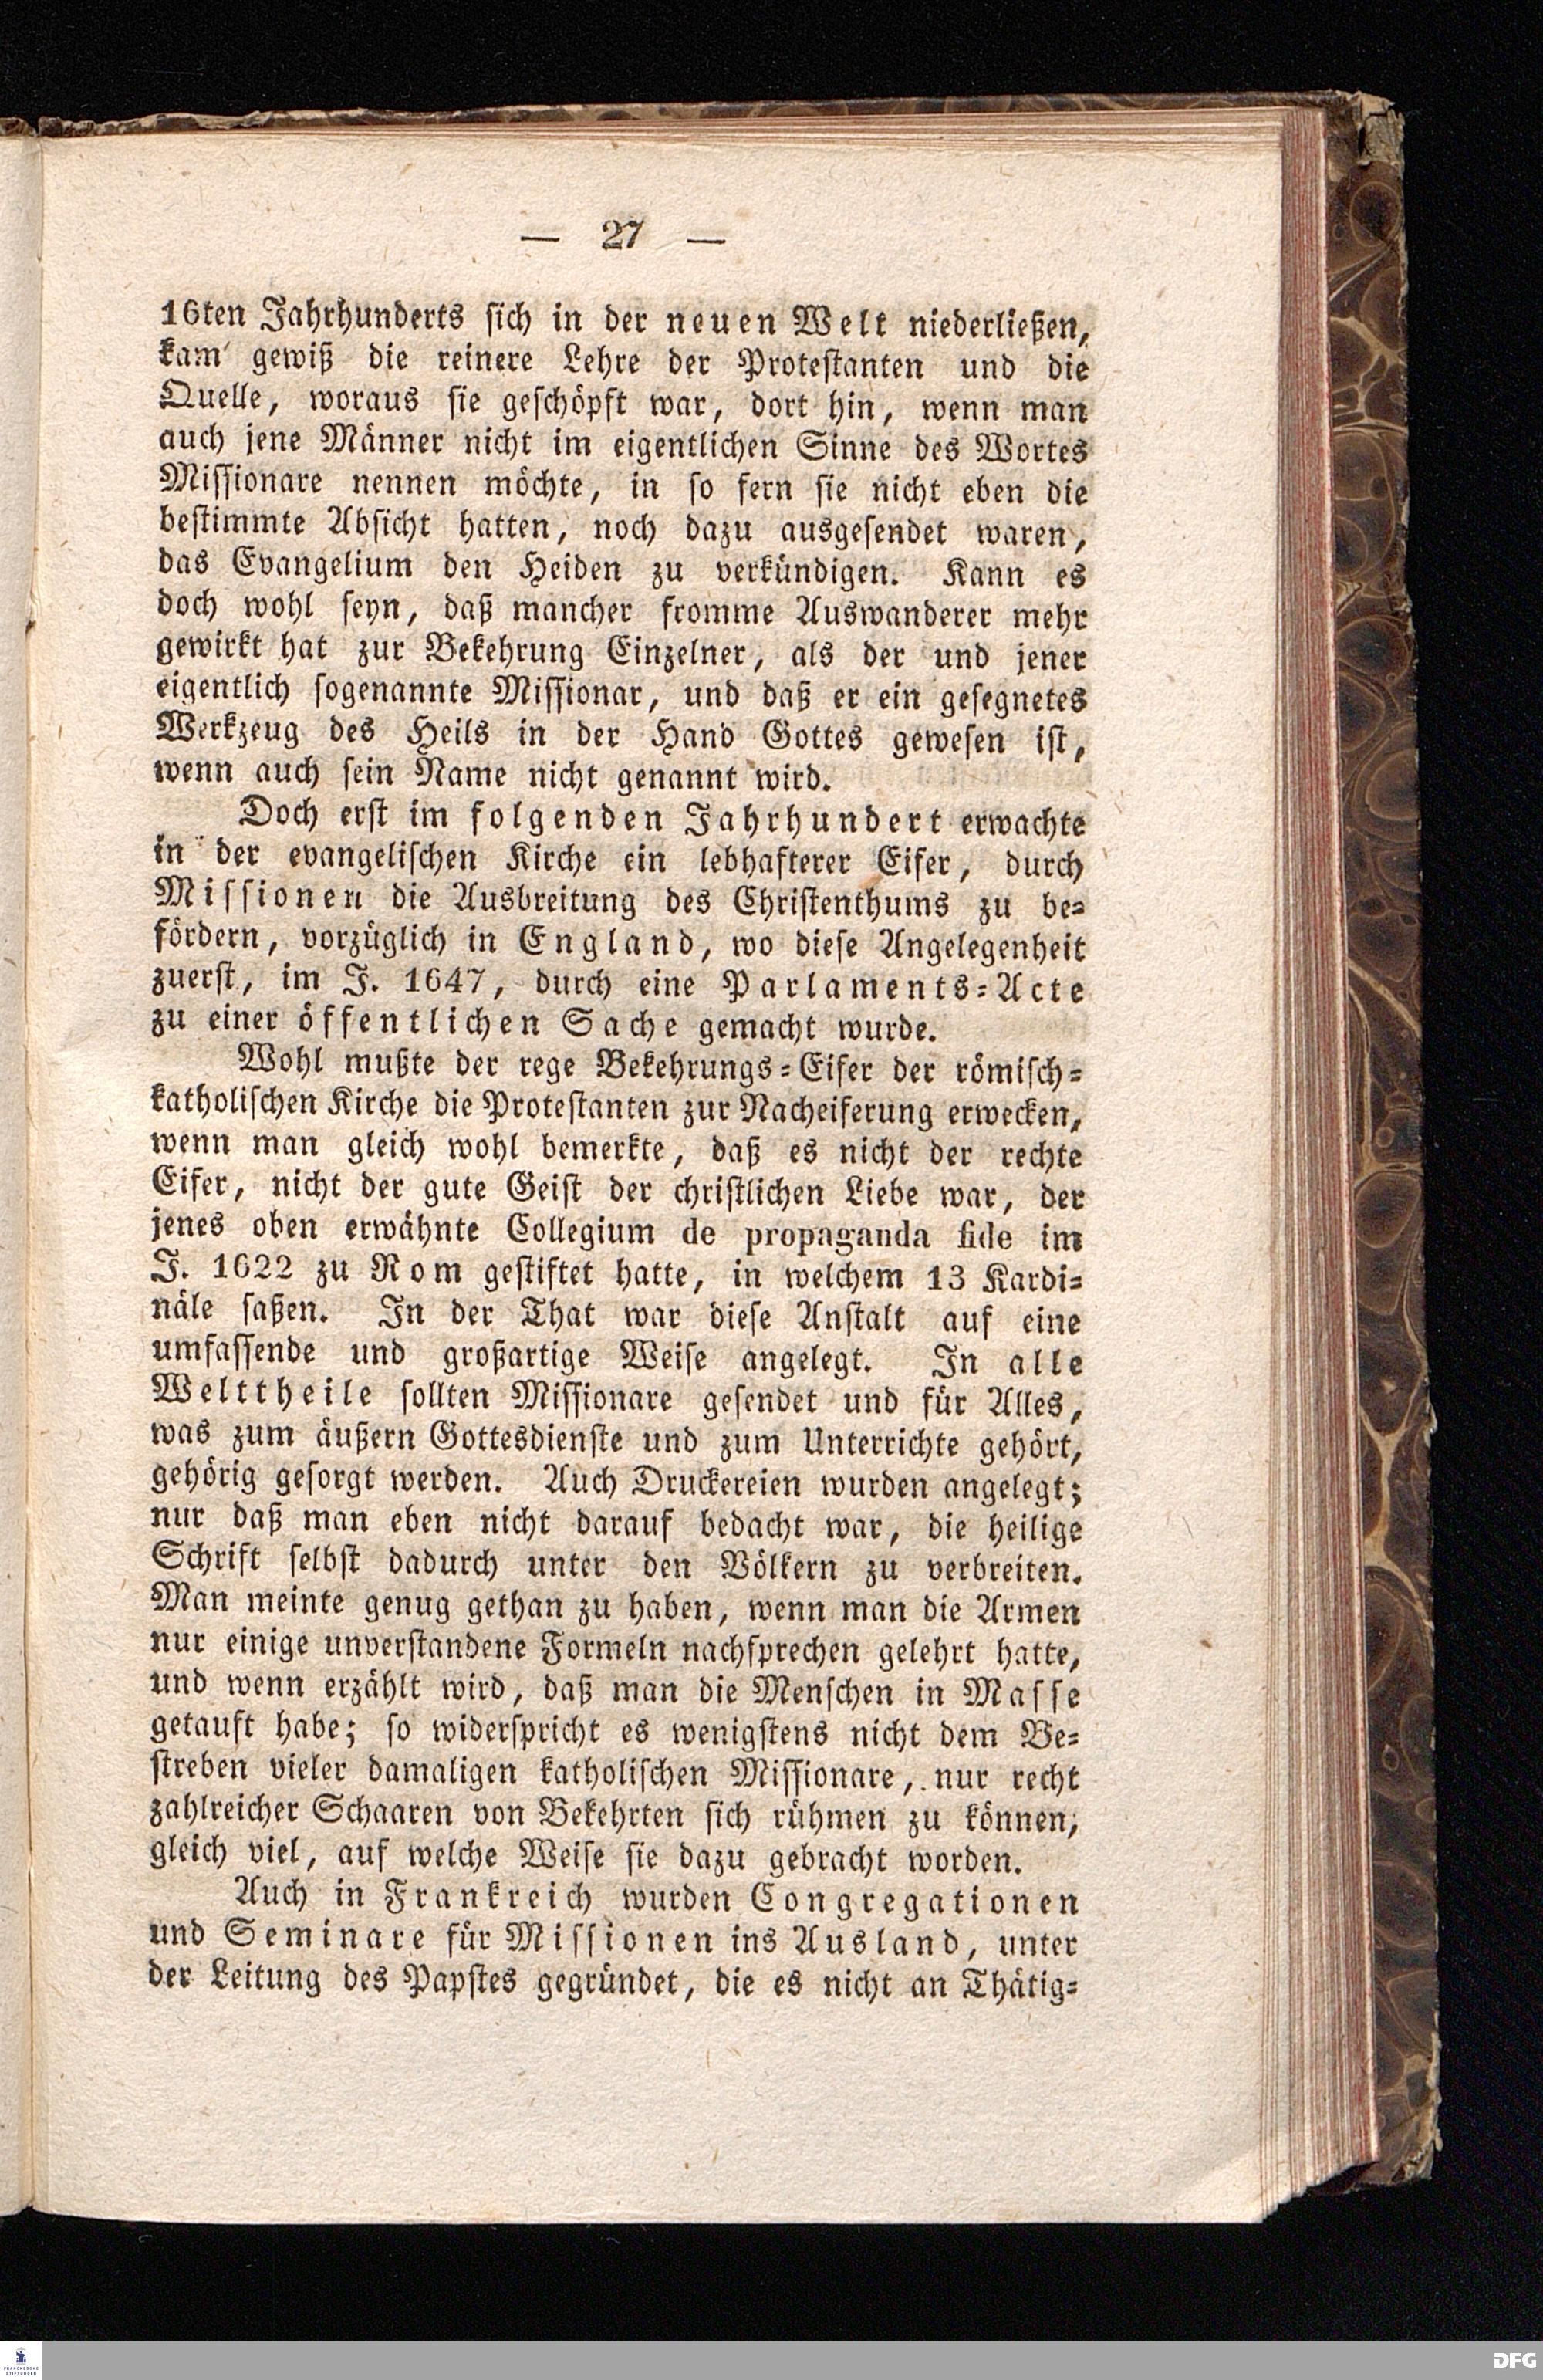 — 27 —
16ten Jahrhunderts sich in der neuen Welt niederließen,
kam gewiß die reinere Lehre der Protestanten und die
Quelle, woraus sie geschöpft war, dort hin, wenn man
auch jene Männer nicht im eigentlichen Sinne des Wortes
Missionare nennen möchte, in so fern sie nicht eben die
bestimmte Absicht hatten, noch dazu ausgesendet waren,
das Evangelium den Heiden zu verkündigen. Kann es
doch wohl seyn, daß mancher fromme Auswanderer mehr
gewirkt hat zur Bekehrung Einzelner, als der und jener
eigentlich sogenannte Missionar, und daß er ein gesegnetes
Werkzeug des Heils in der Hand Gottes gewesen ist,
wenn auch sein Name nicht genannt wird.
Doch erst im folgenden Jahrhundert erwachte
in der evangelischen Kirche ein lebhafterer Eifer, durch
Missionen die Ausbreitung des Christenthums zu be=
fördern, vorzüglich in England, wo diese Angelegenheit
zuerst, im J. 1647, durch eine Parlaments=Acte
zu einer öffentlichen Sache gemacht wurde.
Wohl mußte der rege Bekehrungs=Eifer der römisch=
katholischen Kirche die Protestanten zur Nacheiferung erwecken,
wenn man gleich wohl bemerkte, daß es nicht der rechte
Eifer, nicht der gute Geist der christlichen Liebe war, der
jenes oben erwähnte Collegium de propaganda fide im
J. 1622 zu Rom gestiftet hatte, in welchem 13 Kardi=
näle saßen. In der That war diese Anstalt auf eine
umfassende und großartige Weise angelegt. In alle
Welttheile sollten Missionare gesendet und für Alles,
was zum äußern Gottesdienste und zum Unterrichte gehört,
gehörig gesorgt werden. Auch Druckereien wurden angelegt;
nur daß man eben nicht darauf bedacht war, die heilige
Schrift selbst dadurch unter den Völkern zu verbreiten.
Man meinte genug gethan zu haben, wenn man die Armen
nur einige unverstandene Formeln nachsprechen gelehrt hatte,
und wenn erzählt wird, daß man die Menschen in Masse
getauft habe; so widerspricht es wenigstens nicht dem Be=
streben vieler damaligen katholischen Missionare, nur recht
zahlreicher Schaaren von Bekehrten sich rühmen zu können,
gleich viel, auf welche Weise sie dazu gebracht worden.
Auch in Frankreich wurden Congregationen
und Seminare für Missionen ins Ausland, unter
der Leitung des Papstes gegründet, die es nicht an Thätig=
FRANCKESCHE
STIFTUNGEN
DFG